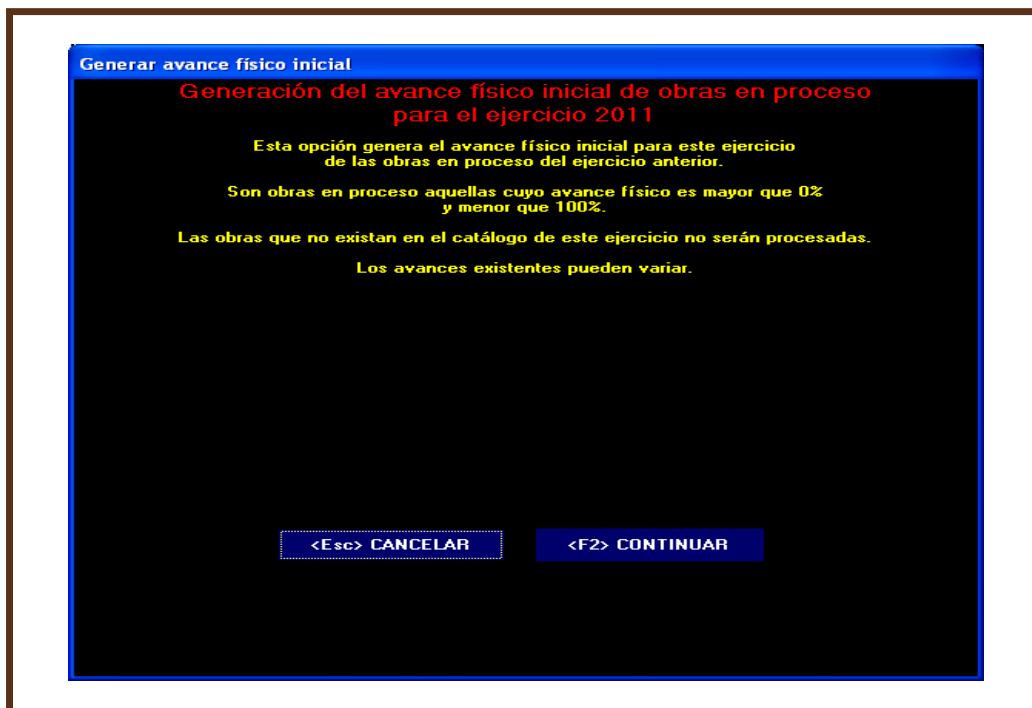 Generar avance físico inicial
Generación del avance físico inicial de obras en proceso
para el ejercicio 2011
Esta opción genera el avance físico inicial para este ejercicio
de las obras en proceso del ejercicio anterior.
Son obras en proceso aquellas cuyo avance físico es mayor que 0%
y menor que 100%.
Las obras que no existan en el catálogo de este ejercicio no serán procesadas.
Los avances existentes pueden variar.
<Esc> CANCELAR
<F2> CONTINUAR